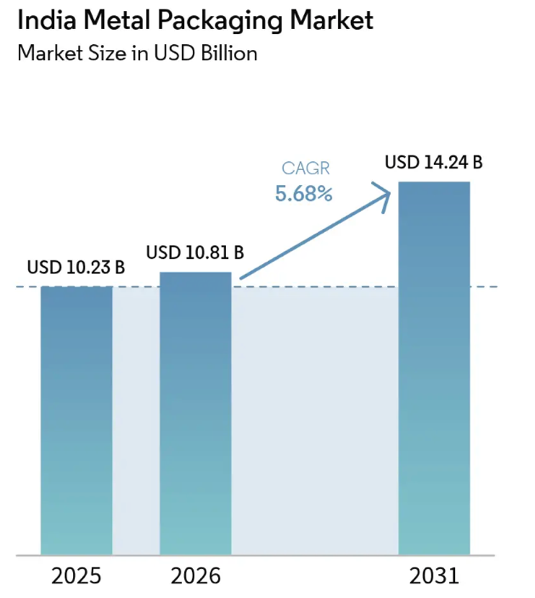 India Metal Packaging Market
Market Size in USD Billion
CAGR
5.68%
USD 14.24 B
USD 10.81 B
USD 10.23 B
2025
2026
2031